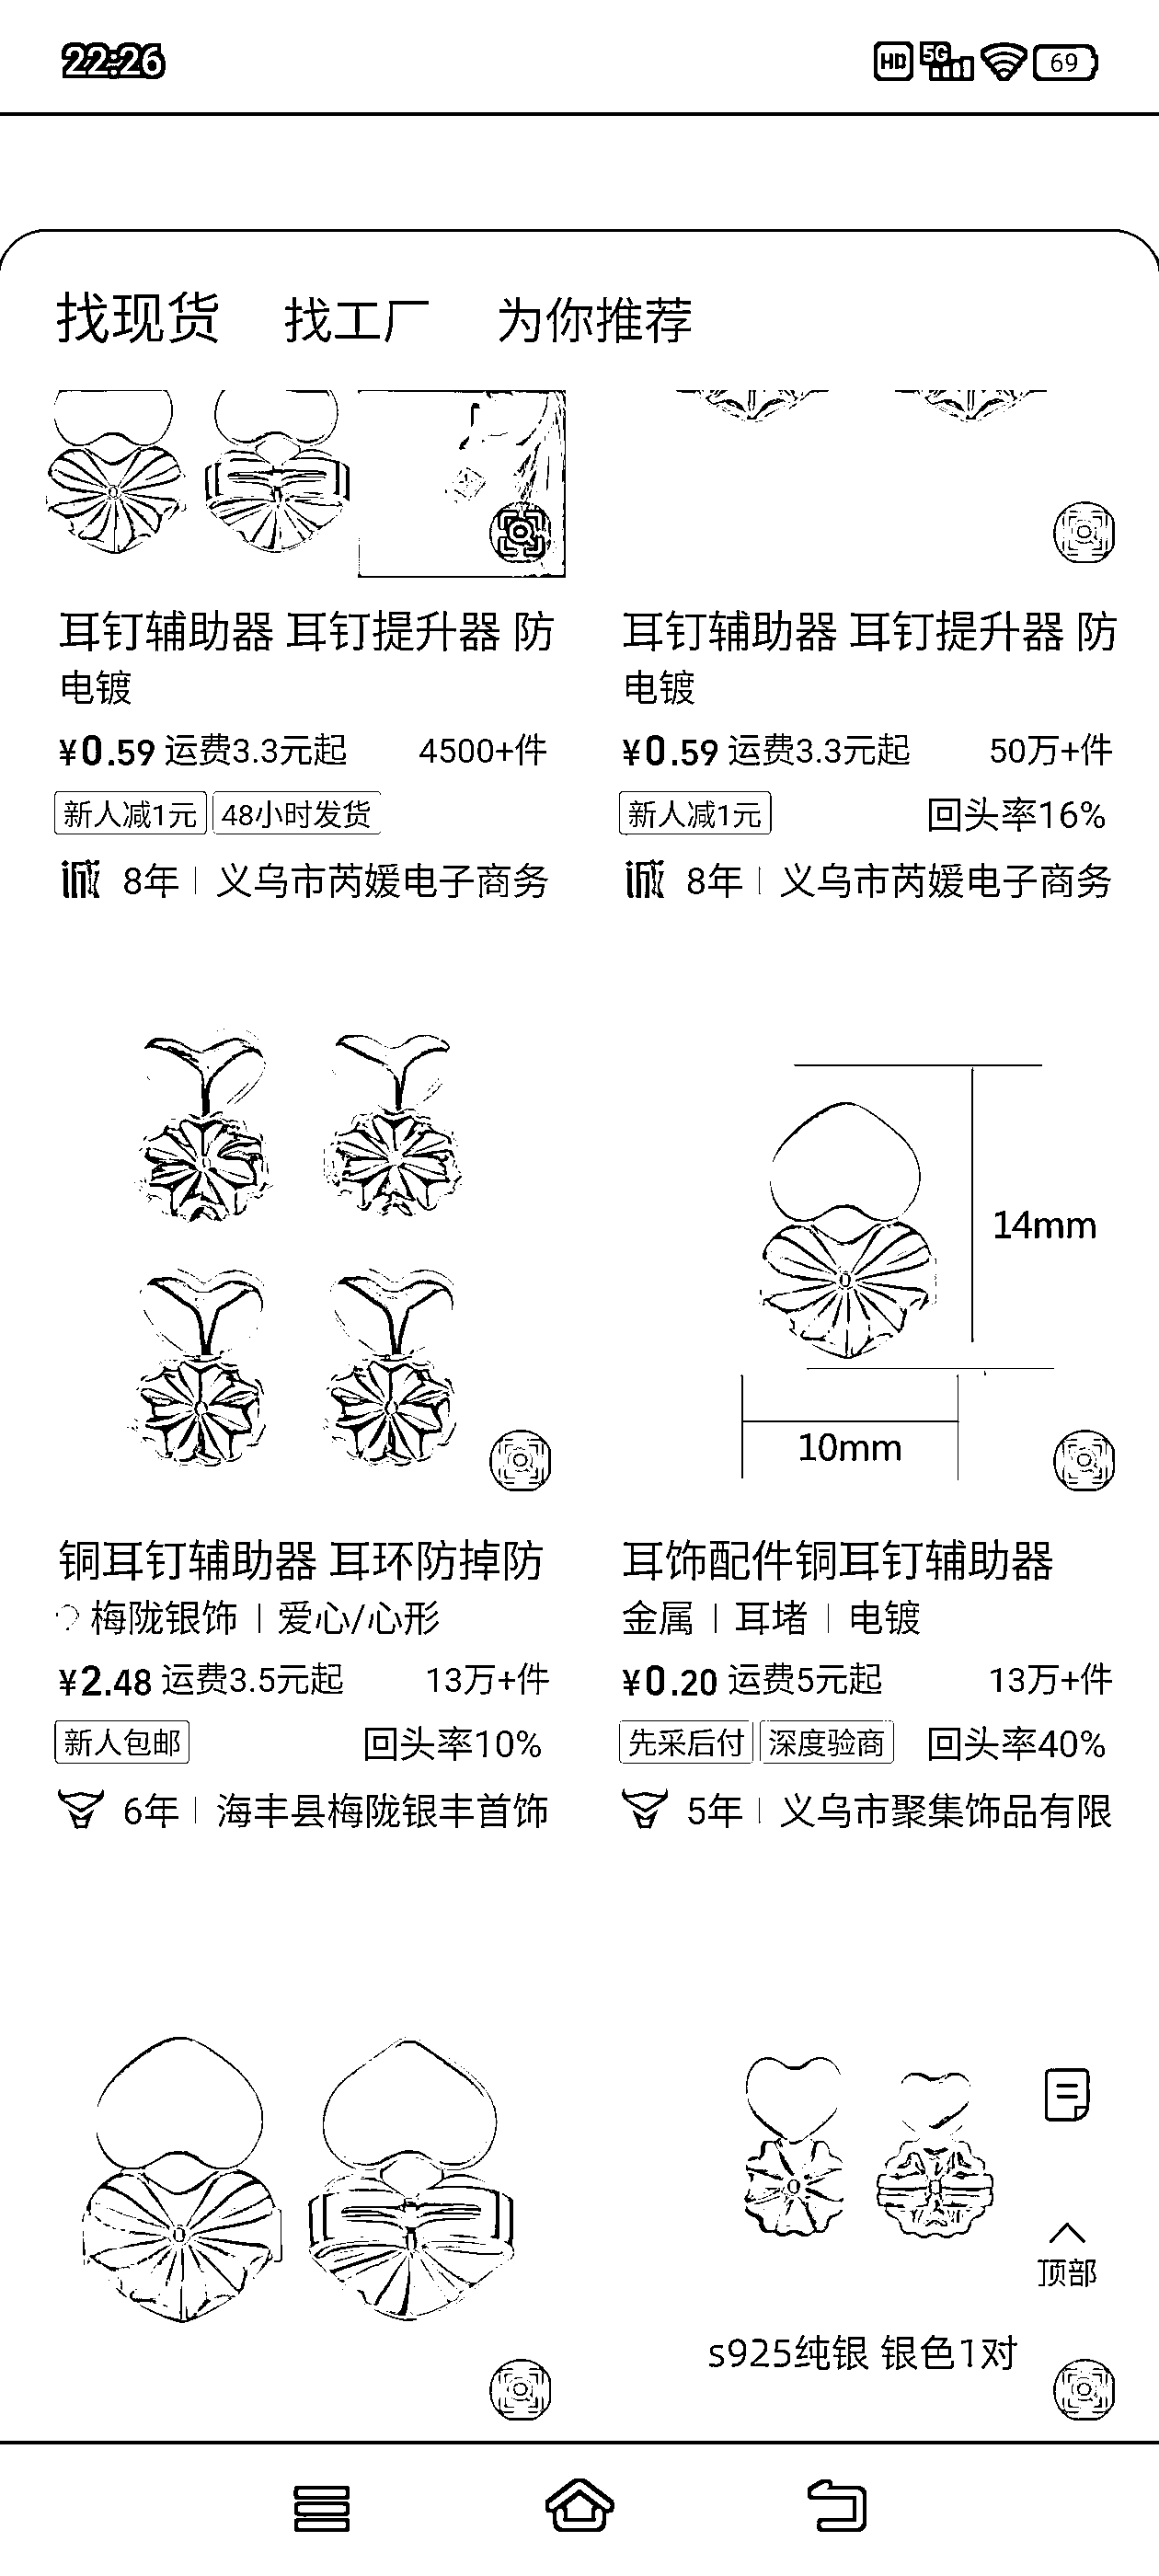 22:26
HD 5G 69
找现货 找工厂 为你推荐
耳钉辅助器 耳钉提升器 防
电镀
¥0.59 运费3.3元起 4500+件
新人减1元 48小时发货
诚 8年 | 义乌市芮媛电子商务
耳钉辅助器 耳钉提升器 防
电镀
¥0.59 运费3.3元起 50万+件
新人减1元 回头率16%
诚 8年 | 义乌市芮媛电子商务
铜耳钉辅助器 耳环防掉防
梅陇银饰 | 爱心/心形
¥2.48 运费3.5元起 13万+件
新人包邮 回头率10%
6年 | 海丰县梅陇银丰首饰
14mm
10mm
耳饰配件铜耳钉辅助器
金属 | 耳堵 | 电镀
¥0.20 运费5元起 13万+件
先采后付 深度验商 回头率40%
5年 | 义乌市聚集饰品有限
顶部
s925纯银 银色1对